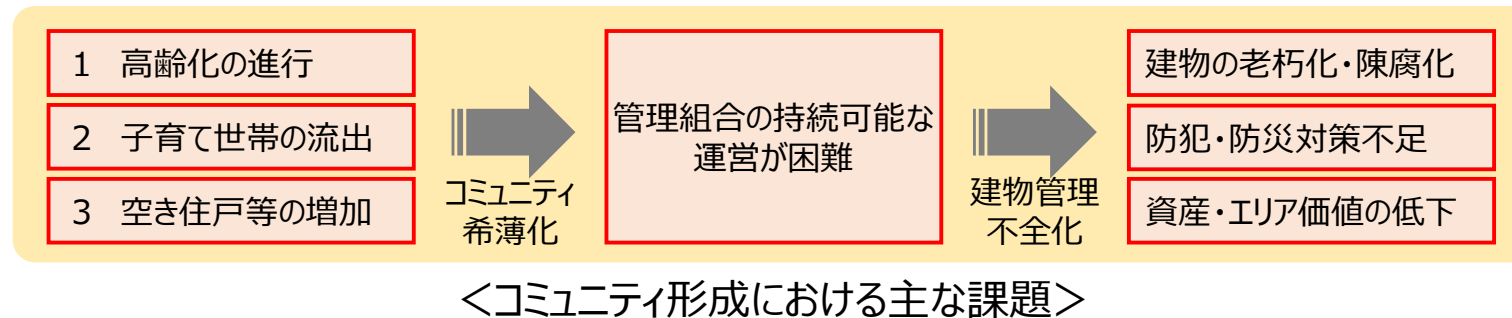 1 高齢化の進行
2 子育て世帯の流出
3 空き住戸等の増加
コミュニティ
希薄化
管理組合の持続可能な
運営が困難
建物管理
不全化
建物の老朽化・陳腐化
防犯・防災対策不足
資産・エリア価値の低下
＜コミュニティ形成における主な課題＞